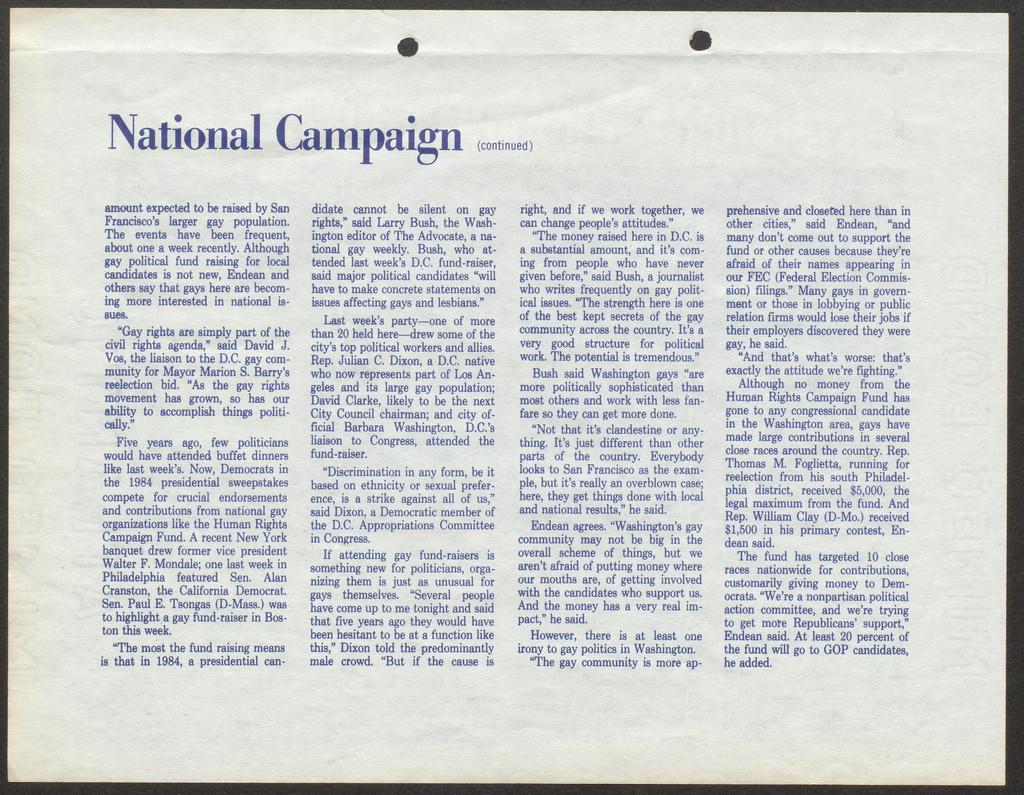 National Campaign (continued)
amount expected to be raised by San
Francisco's larger gay population.
The events have been frequent,
about one a week recently. Although
gay political fund raising for local
candidates is not new, Endean and
others say that gays here are becom-
ing more interested in national is-
sues.
"Gay rights are simply part of the
civil rights agenda," said David J.
Vos, the liaison to the D.C. gay com-
munity for Mayor Marion S. Barry's
reelection bid. "As the gay rights
movement has grown, so has our
ability to accomplish things politi-
cally."
Five years ago, few politicians
would have attended buffet dinners
like last week's. Now, Democrats in
the 1984 presidential sweepstakes
compete for crucial endorsements
and contributions from national gay
organizations like the Human Rights
Campaign Fund. A recent New York
banquet drew former vice president
Walter F. Mondale; one last week in
Philadelphia featured Sen. Alan
Cranston, the California Democrat.
Sen. Paul E. Tsongas (D-Mass.) was
to highlight a gay fund-raiser in Bos-
ton this week.
"The most the fund raising means
is that in 1984, a presidential can-
didate cannot be silent on gay
rights," said Larry Bush, the Wash-
ington editor of The Advocate, a na-
tional gay weekly. Bush, who at-
tended last week's D.C. fund-raiser,
said major political candidates "will
have to make concrete statements on
issues affecting gays and lesbians."
Last week's party—one of more
than 20 held here—drew some of the
city's top political workers and allies.
Rep. Julian C. Dixon, a D.C. native
who now represents part of Los An-
geles and its large gay population;
David Clarke, likely to be the next
City Council chairman; and city of-
ficial Barbara Washington, D.C.'s
liaison to Congress, attended the
fund-raiser.
"Discrimination in any form, be it
based on ethnicity or sexual prefer-
ence, is a strike against all of us,"
said Dixon, a Democratic member of
the D.C. Appropriations Committee
in Congress.
If attending gay fund-raisers is
something new for politicians, orga-
nizing them is just as unusual for
gays themselves. "Several people
have come up to me tonight and said
that five years ago they would have
been hesitant to be at a function like
this," Dixon told the predominantly
male crowd. "But if the cause is
right, and if we work together, we
can change people's attitudes."
"The money raised here in D.C. is
a substantial amount, and it's com-
ing from people who have never
given before," said Bush, a journalist
who writes frequently on gay polit-
ical issues. "The strength here is one
of the best kept secrets of the gay
community across the country. It's a
very good structure for political
work. The potential is tremendous."
Bush said Washington gays "are
more politically sophisticated than
most others and work with less fan-
fare so they can get more done.
"Not that it's clandestine or any-
thing. It's just different than other
parts of the country. Everybody
looks to San Francisco as the exam-
ple, but it's really an overblown case;
here, they get things done with local
and national results," he said.
Endean agrees. "Washington's gay
community may not be big in the
overall scheme of things, but we
aren't afraid of putting money where
our mouths are, of getting involved
with the candidates who support us.
And the money has a very real im-
pact," he said.
However, there is at least one
irony to gay politics in Washington.
"The gay community is more ap-
prehensive and closeted here than in
other cities," said Endean, "and
many don't come out to support the
fund or other causes because they're
afraid of their names appearing in
our FEC (Federal Election Commis-
sion) filings." Many gays in govern-
ment or those in lobbying or public
relation firms would lose their jobs if
their employers discovered they were
gay, he said.
"And that's what's worse: that's
exactly the attitude we're fighting."
Although no money from the
Human Rights Campaign Fund has
gone to any congressional candidate
in the Washington area, gays have
made large contributions in several
close races around the country. Rep.
Thomas M. Foglietta, running for
reelection from his south Philadel-
phia district, received $5,000, the
legal maximum from the fund. And
Rep. William Clay (D-Mo.) received
$1,500 in his primary contest, En-
dean said.
The fund has targeted 10 close
races nationwide for contributions,
customarily giving money to Dem-
ocrats. "We're a nonpartisan political
action committee, and we're trying
to get more Republicans' support,"
Endean said. At least 20 percent of
the fund will go to GOP candidates,
he added.